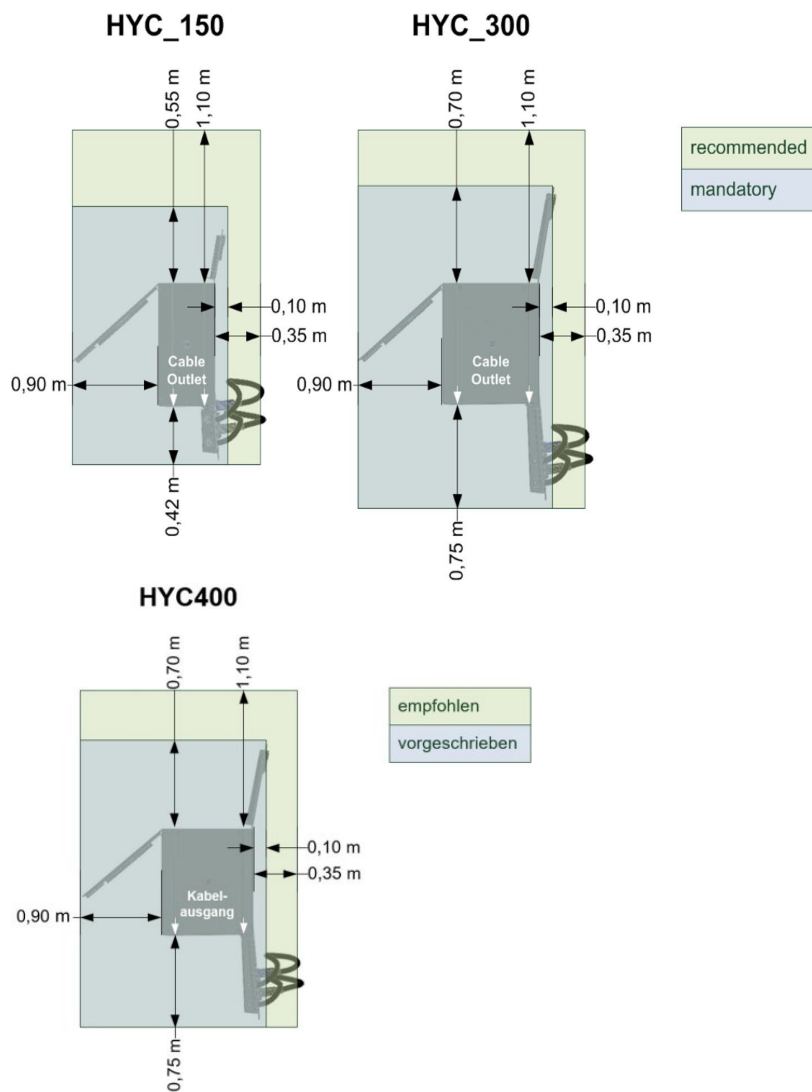 HYC_150
HYC_300
0,55 m
1,10 m
0,70 m
1,10 m
recommended
mandatory
0,10 m
0,35 m
0,10 m
0,35 m
Cable
Outlet
Cable
Outlet
0,90 m
0,90 m
0,42 m
0,75 m
HYC400
0,70 m
1,10 m
empfohlen
vorgeschrieben
0,10 m
0,35 m
Kabel-
ausgang
0,90 m
0,75 m